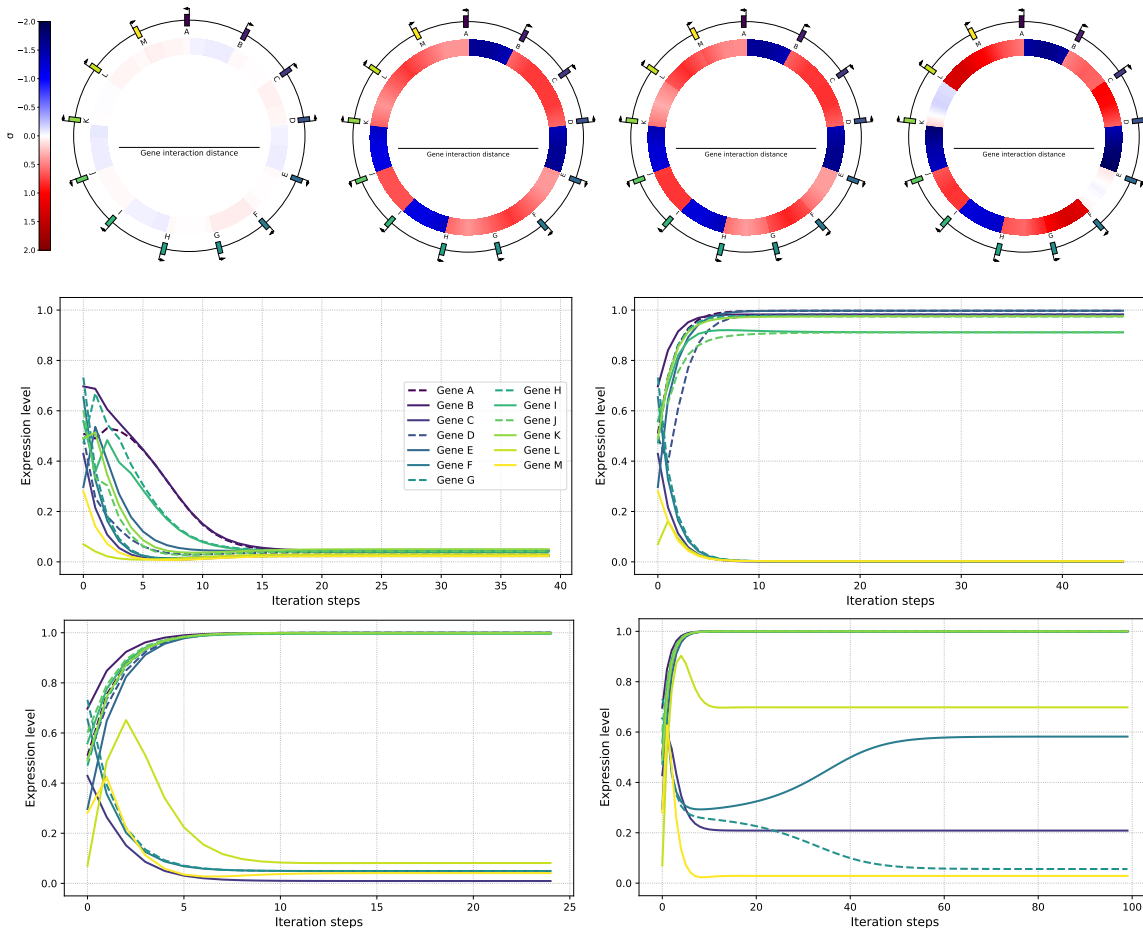 −2.0
−1.5
−1.0
−0.5
0.0
0.5
1.0
1.5
2.0
σ
A
B
C
D
E
F
G
H
I
J
K
L
M
Gene interaction distance
A
B
C
D
E
F
G
H
I
J
K
L
M
Gene interaction distance
A
B
C
D
E
F
G
H
I
J
K
L
M
Gene interaction distance
A
B
C
D
E
F
G
H
I
J
K
L
M
Gene interaction distance
1.0
0.8
0.6
0.4
0.2
0.0
Expression level
0
5
10
15
20
25
30
35
40
Iteration steps
Gene A
Gene B
Gene C
Gene D
Gene E
Gene F
Gene G
Gene H
Gene I
Gene J
Gene K
Gene L
Gene M
1.0
0.8
0.6
0.4
0.2
0.0
Expression level
0
10
20
30
40
Iteration steps
1.0
0.8
0.6
0.4
0.2
0.0
Expression level
0
5
10
15
20
25
Iteration steps
1.0
0.8
0.6
0.4
0.2
0.0
Expression level
0
20
40
60
80
100
Iteration steps